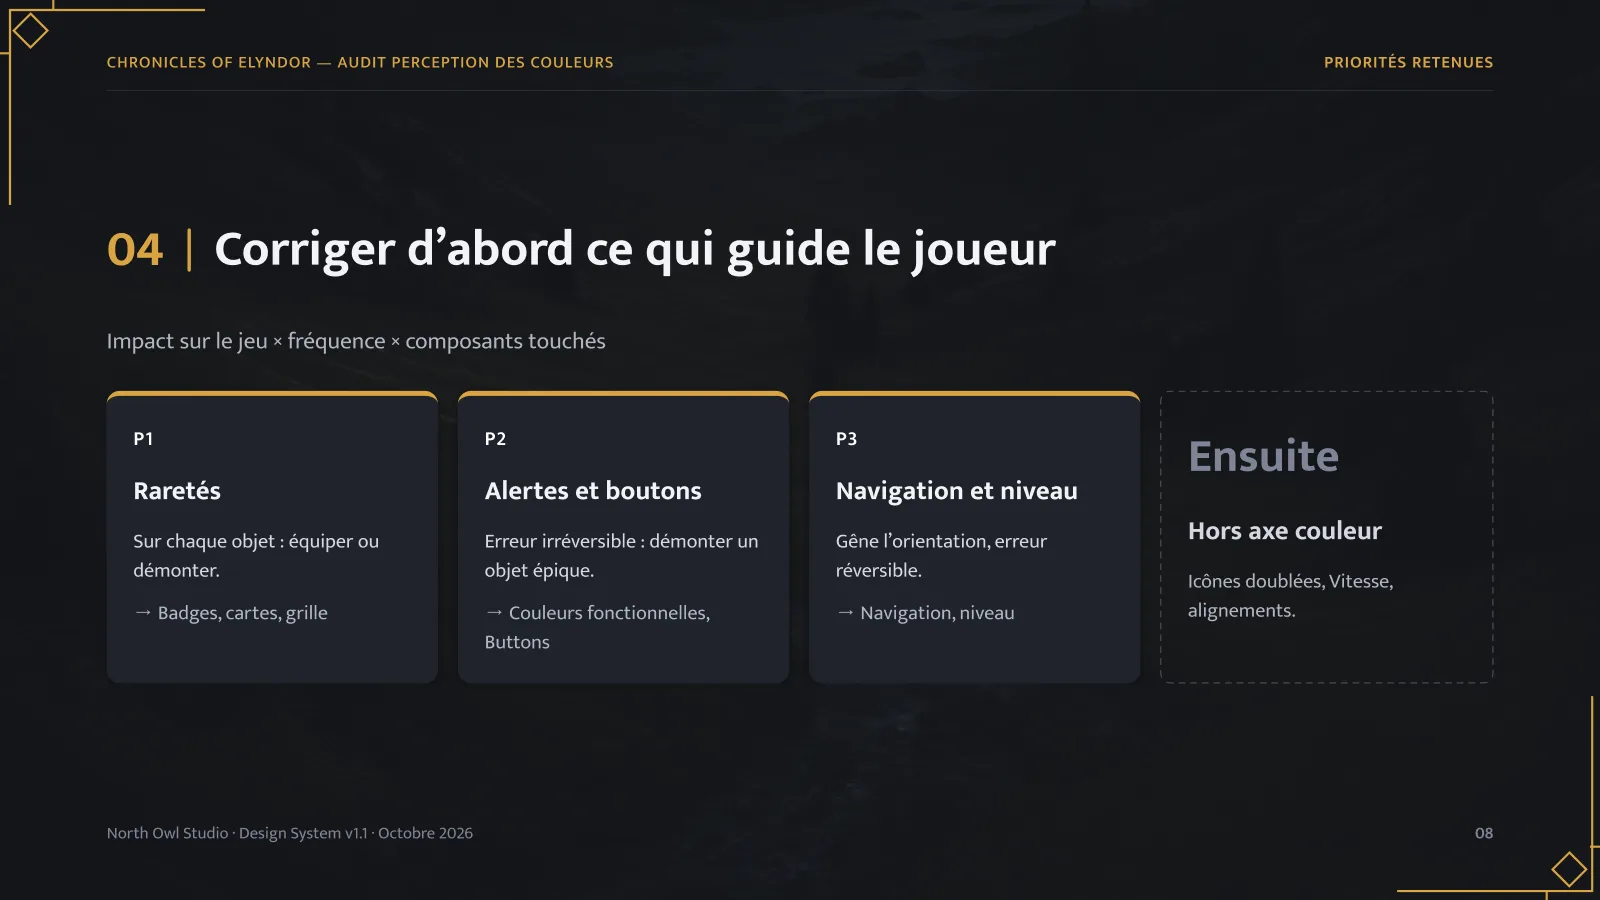 CHRONICLES OF ELYNDOR — AUDIT PERCEPTION DES COULEURS
PRIORITÉS RETENUES
04 | Corriger d’abord ce qui guide le joueur
Impact sur le jeu × fréquence × composants touchés
P1
Raretés
Sur chaque objet : équiper ou
démonter.
→ Badges, cartes, grille
P2
Alertes et boutons
Erreur irréversible : démonter un
objet épique.
→ Couleurs fonctionnelles,
Buttons
P3
Navigation et niveau
Gêne l’orientation, erreur
réversible.
→ Navigation, niveau
Ensuite
Hors axe couleur
Icônes doublées, Vitesse,
alignements.
North Owl Studio · Design System v1.1 · Octobre 2026
08